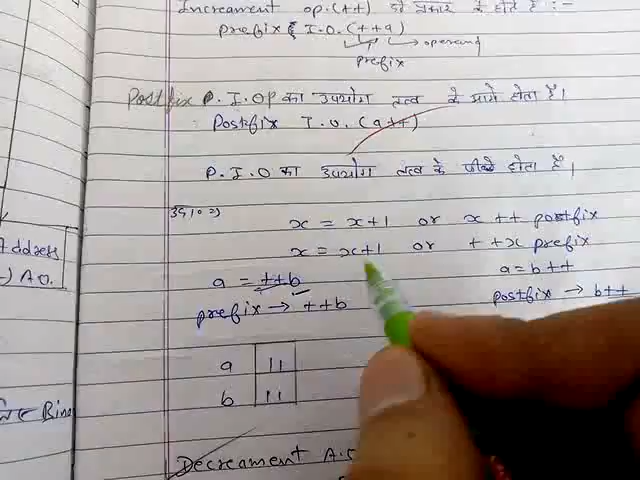 Increament op. (++) दो प्रकार के होते हैं :-
prefix I.O. (++a)
operand
prefix
Postfix P.I.OP का उपयोग तत्व के आगे होता है।
Postfix I.O. (a++)
P.I.O का उपयोग तत्व के पीछे होता है।
उदा० =>
x = x+1 or x ++ postfix
x = x+1 or + +x prefix
a = ++b a = b ++
prefix → ++b postfix → b++
a 11
b 11
Address
A.O.
Decreament